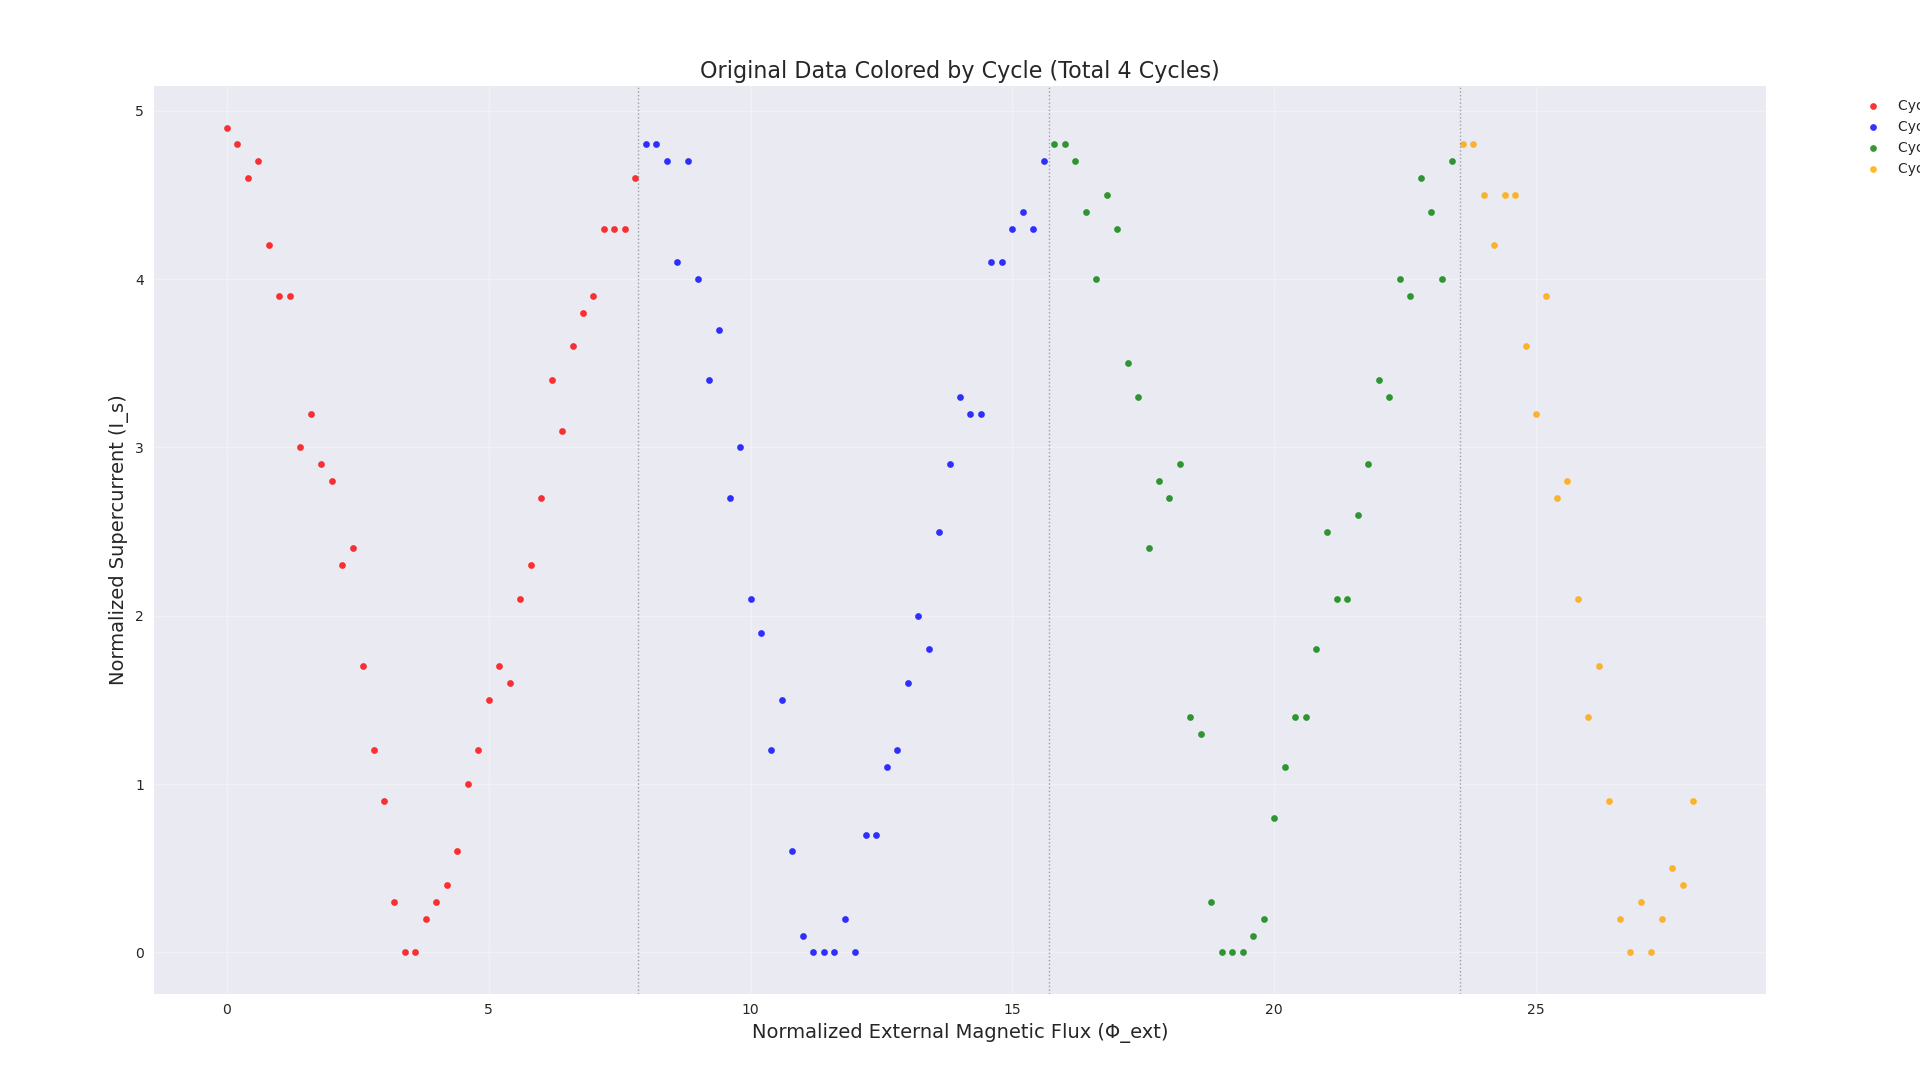 Original Data Colored by Cycle (Total 4 Cycles)
Normalized Supercurrent (I_s)
5
4
3
2
1
0
0
5
10
15
20
25
Normalized External Magnetic Flux (Φ_ext)
Cyc
Cyc
Cyc
Cyc